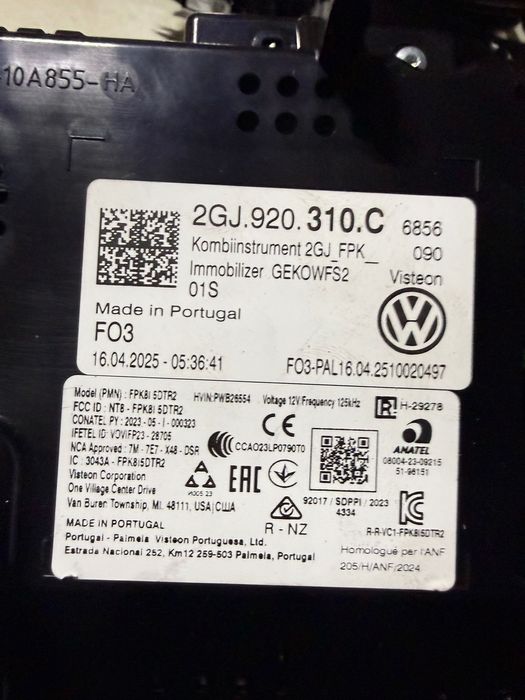 10A855-HA
2GJ.920.310.C 6856
Kombiinstrument 2GJ_FPK__ 090
Immobilizer GEKOWFS2 Visteon
01S
Made in Portugal
FO3
16.04.2025 - 05:36:41 FO3-PAL16.04.2510020497
Model (PMN) : FPK8I 5DTR2 HVIN:PWB26554 Voltage 12V Frequency 125kHz R H-29278
FCC ID : NT8 - FPK8I 5DTR2
CONATEL PY : 2023 - 05 - I - 000323
IFETEL ID: VOVIFP23 - 28705
NCA Approved : 7M - 7E7 - X48 - DSR CCAO23LP0790T0
IC : 3043A - FPK8I5DTR2
CE
ANATEL
08004-23-09215
51-96151
Visteon Corporation
One Village Center Drive
Van Buren Township, MI. 48111, USA|США
EAC
92017 / SDPPI / 2023
4334
R - NZ
R-R-VC1-FPK8I5DTR2
MADE IN PORTUGAL
Portugal - Palmela Visteon Portuguesa, Ltd.
Estrada Nacional 252, Km12 259-503 Palmela, Portugal
Homologué par l'ANF
205/H/ANF/2024